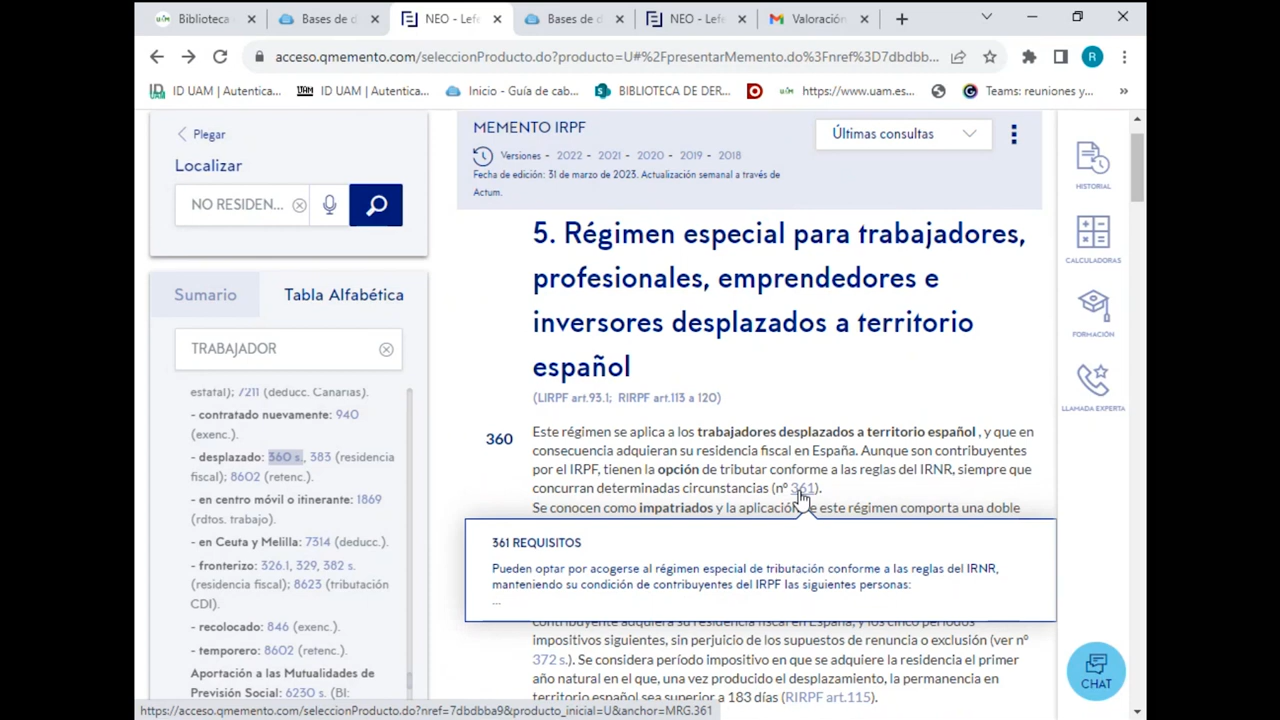 Biblioteca
Bases de d
NEO - Lefe
Bases de d
NEO - Lefe
Valoración
acceso.qmemento.com/seleccionProducto.do?producto=U#%2FpresentarMemento.do%3Fnref%3D7dbdbb...
ID UAM | Autentica...
ID UAM | Autentica...
Inicio - Guía de cab...
BIBLIOTECA DE DER...
https://www.uam.es...
Teams: reuniones y...
Plegar
Localizar
NO RESIDEN...
Sumario
Tabla Alfabética
TRABAJADOR
estatal); 7211 (deducc. Canarias).
- contratado nuevamente: 940
(exenc.).
- desplazado: 360 s., 383 (residencia
fiscal); 8602 (retenc.).
- en centro móvil o itinerante: 1869
(rdtos. trabajo).
- en Ceuta y Melilla: 7314 (deducc.).
- fronterizo: 326.1, 329, 382 s.
(residencia fiscal); 8623 (tributación
CDI).
- recolocado: 846 (exenc.).
- temporero: 8602 (retenc.).
Aportación a las Mutualidades de
Previsión Social: 6230 s. (BI:
MEMENTO IRPF
Versiones - 2022 - 2021 - 2020 - 2019 - 2018
Fecha de edición: 31 de marzo de 2023. Actualización semanal a través de
Actum.
Últimas consultas
5. Régimen especial para trabajadores,
profesionales, emprendedores e
inversores desplazados a territorio
español
(LIRPF art.93.1; RIRPF art.113 a 120)
360
Este régimen se aplica a los trabajadores desplazados a territorio español , y que en
consecuencia adquieran su residencia fiscal en España. Aunque son contribuyentes
por el IRPF, tienen la opción de tributar conforme a las reglas del IRNR, siempre que
concurran determinadas circunstancias (nº 361).
Se conocen como impatriados y la aplicación de este régimen comporta una doble
361 REQUISITOS
Pueden optar por acogerse al régimen especial de tributación conforme a las reglas del IRNR,
manteniendo su condición de contribuyentes del IRPF las siguientes personas:
...
contribuyente adquiera su residencia fiscal en España, y los cinco períodos
impositivos siguientes, sin perjuicio de los supuestos de renuncia o exclusión (ver nº
372 s.). Se considera período impositivo en que se adquiere la residencia el primer
año natural en el que, una vez producido el desplazamiento, la permanencia en
territorio español sea superior a 183 días (RIRPF art.115).
HISTORIAL
CALCULADORAS
FORMACIÓN
LLAMADA EXPERTA
CHAT
https://acceso.qmemento.com/seleccionProducto.do?nref=7dbdbba9&producto_inicial=U&anchor=MRG.361